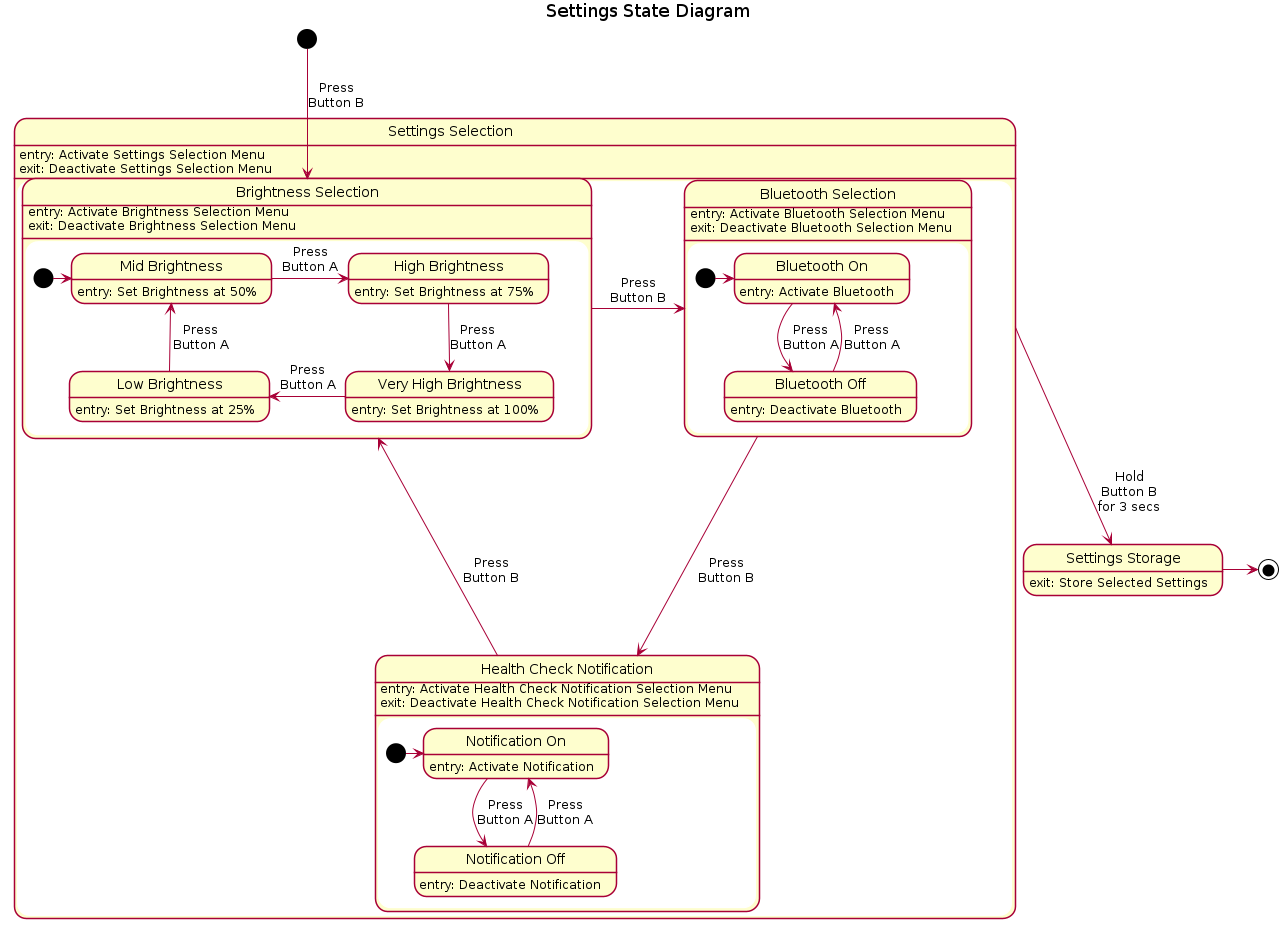 Settings State Diagram
Press
Button B
Settings Selection
entry: Activate Settings Selection Menu
exit: Deactivate Settings Selection Menu
Brightness Selection
entry: Activate Brightness Selection Menu
exit: Deactivate Brightness Selection Menu
Mid Brightness
entry: Set Brightness at 50%
Press
Button A
High Brightness
entry: Set Brightness at 75%
Press
Button A
Press
Button A
Low Brightness
entry: Set Brightness at 25%
Press
Button A
Very High Brightness
entry: Set Brightness at 100%
Press
Button B
Bluetooth Selection
entry: Activate Bluetooth Selection Menu
exit: Deactivate Bluetooth Selection Menu
Bluetooth On
entry: Activate Bluetooth
Press
Button A
Press
Button A
Bluetooth Off
entry: Deactivate Bluetooth
Hold
Button B
for 3 secs
Settings Storage
exit: Store Selected Settings
Press
Button B
Press
Button B
Health Check Notification
entry: Activate Health Check Notification Selection Menu
exit: Deactivate Health Check Notification Selection Menu
Notification On
entry: Activate Notification
Press
Button A
Press
Button A
Notification Off
entry: Deactivate Notification